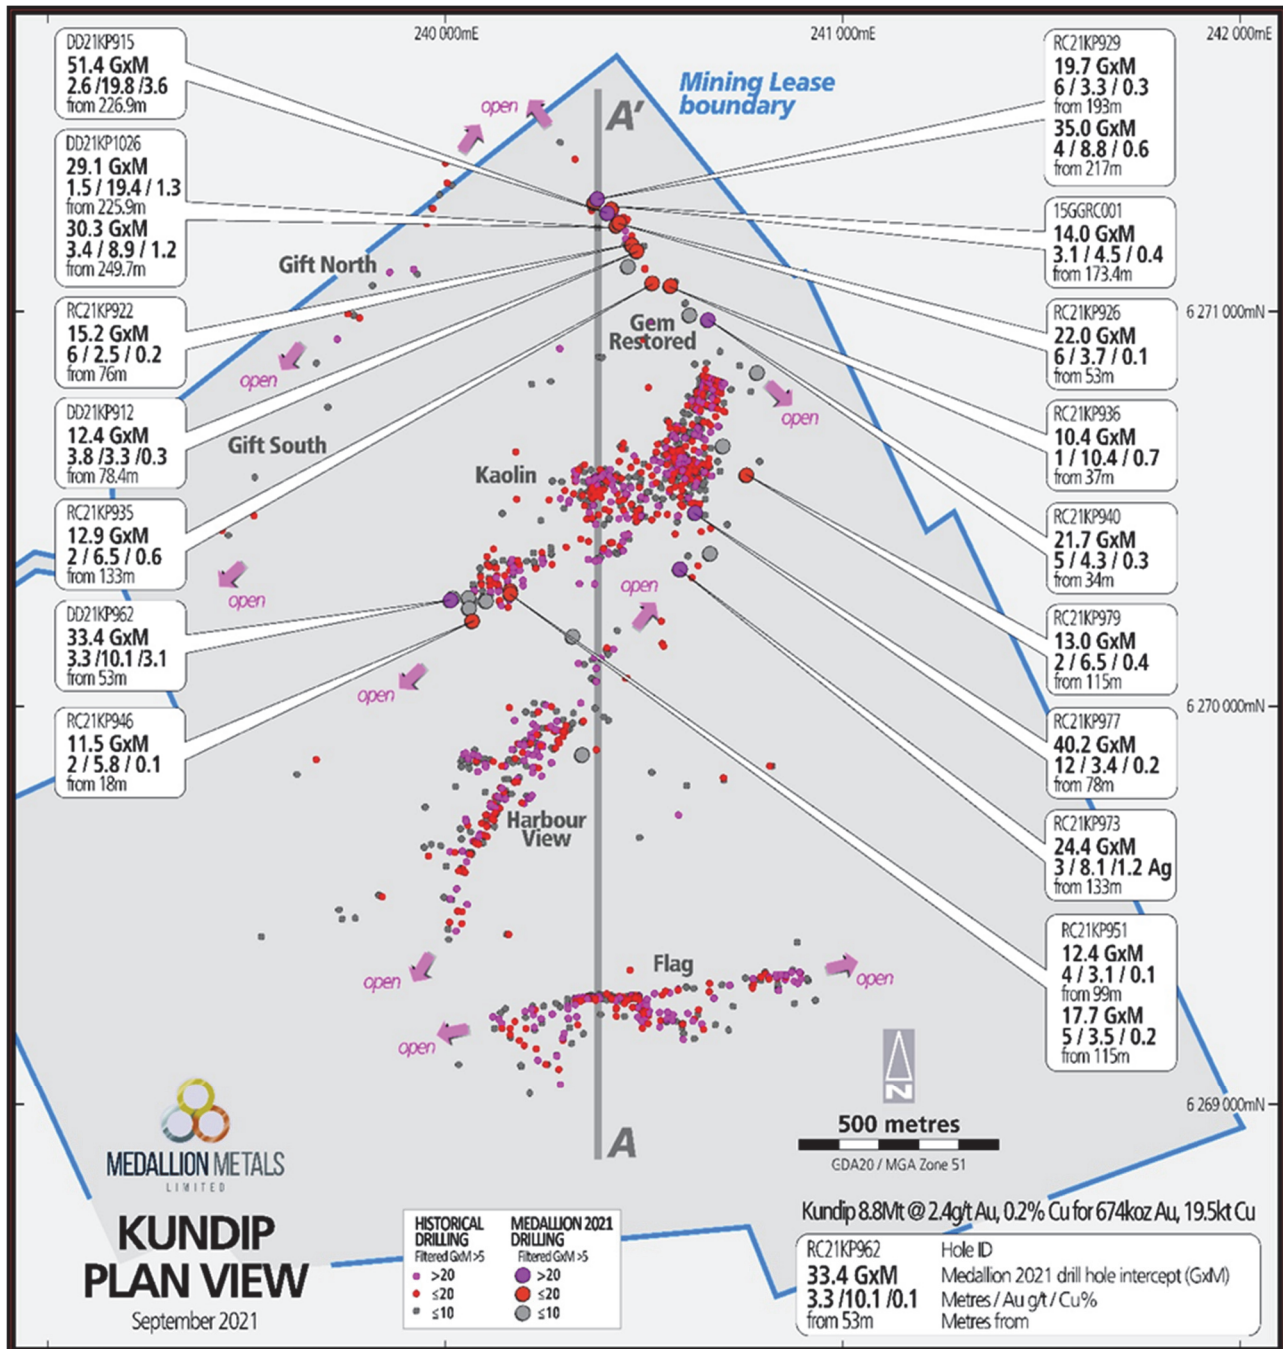 240 000mE
241 000mE
242 000mE
DD21KP915
51.4 GxM
2.6 /19.8 /3.6
from 226.9m
DD21KP1026
29.1 GxM
1.5 / 19.4 / 1.3
from 225.9m
30.3 GxM
3.4 / 8.9 / 1.2
from 249.7m
RC21KP922
15.2 GxM
6 / 2.5 / 0.2
from 76m
DD21KP912
12.4 GxM
3.8 /3.3 /0.3
from 78.4m
RC21KP935
12.9 GxM
2 / 6.5 / 0.6
from 133m
DD21KP962
33.4 GxM
3.3 /10.1 /3.1
from 53m
RC21KP946
11.5 GxM
2 / 5.8 / 0.1
from 18m
open
Mining Lease
boundary
A'
Gift North
open
Gift South
open
Gem
Restored
open
Kaolin
open
open
Harbour
View
open
Flag
open
open
A
RC21KP929
19.7 GxM
6 / 3.3 / 0.3
from 193m
35.0 GxM
4 / 8.8 / 0.6
from 217m
15GGRC001
14.0 GxM
3.1 / 4.5 / 0.4
from 173.4m
6 271 000mN
RC21KP926
22.0 GxM
6 / 3.7 / 0.1
from 53m
RC21KP936
10.4 GxM
1 / 10.4 / 0.7
from 37m
RC21KP940
21.7 GxM
5 / 4.3 / 0.3
from 34m
RC21KP979
13.0 GxM
2 / 6.5 / 0.4
from 115m
6 270 000mN
RC21KP977
40.2 GxM
12 / 3.4 / 0.2
from 78m
RC21KP973
24.4 GxM
3 / 8.1 /1.2 Ag
from 133m
RC21KP951
12.4 GxM
4 / 3.1 / 0.1
from 99m
17.7 GxM
5 / 3.5 / 0.2
from 115m
6 269 000mN
N
500 metres
GDA20 / MGA Zone 51
MEDALLION METALS
LIMITED
KUNDIP
PLAN VIEW
September 2021
HISTORICAL
DRILLING
Filtered GxM >5
>20
≤20
≤10
MEDALLION 2021
DRILLING
Filtered GxM >5
>20
≤20
≤10
Kundip 8.8Mt @ 2.4g/t Au, 0.2% Cu for 674koz Au, 19.5kt Cu
RC21KP962 Hole ID
33.4 GxM Medallion 2021 drill hole intercept (GxM)
3.3 /10.1 /0.1 Metres / Au g/t / Cu%
from 53m Metres from